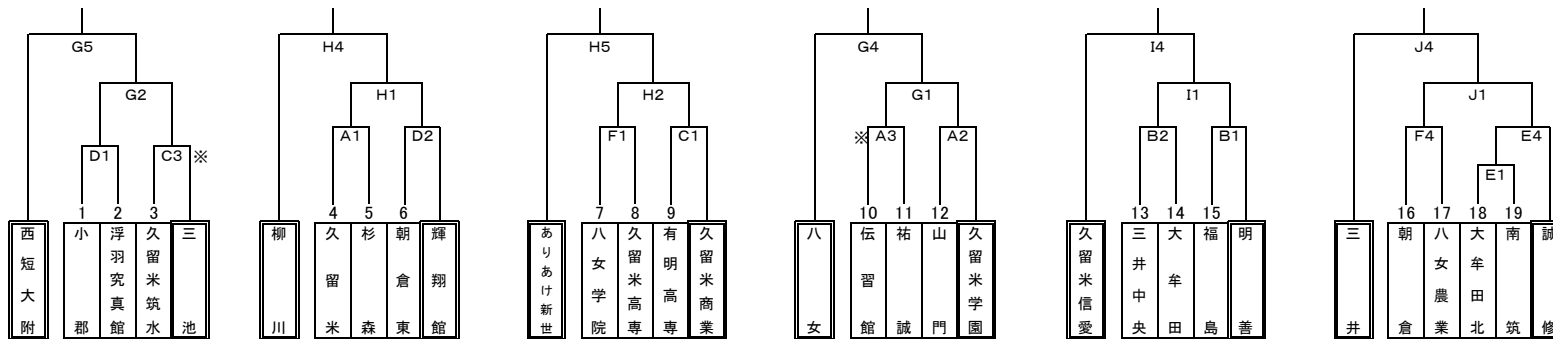 G5 H4 H5 G4 I4 J4
G2 H1 H2 G1 I1 J1
A1 D2 F1 C1 ※ A3 A2 B2 B1 F4 E4
D1 C3 ※
E1
1 2 3 4 5 6 7 8 9 10 11 12 13 14 15 16 17 18 19
西短大附
小郡
浮羽究真館
久留米筑水
三池
柳川
久留米
杉森
朝倉東
輝翔館
ありあけ新世
八女学院
久留米高専
有明高専
久留米商業
八女
伝習館
祐誠
山門
久留米学園
久留米信愛
三井中央
大牟田
福島
明善
三井
朝倉
八女農業
大牟田北
南筑
誠修